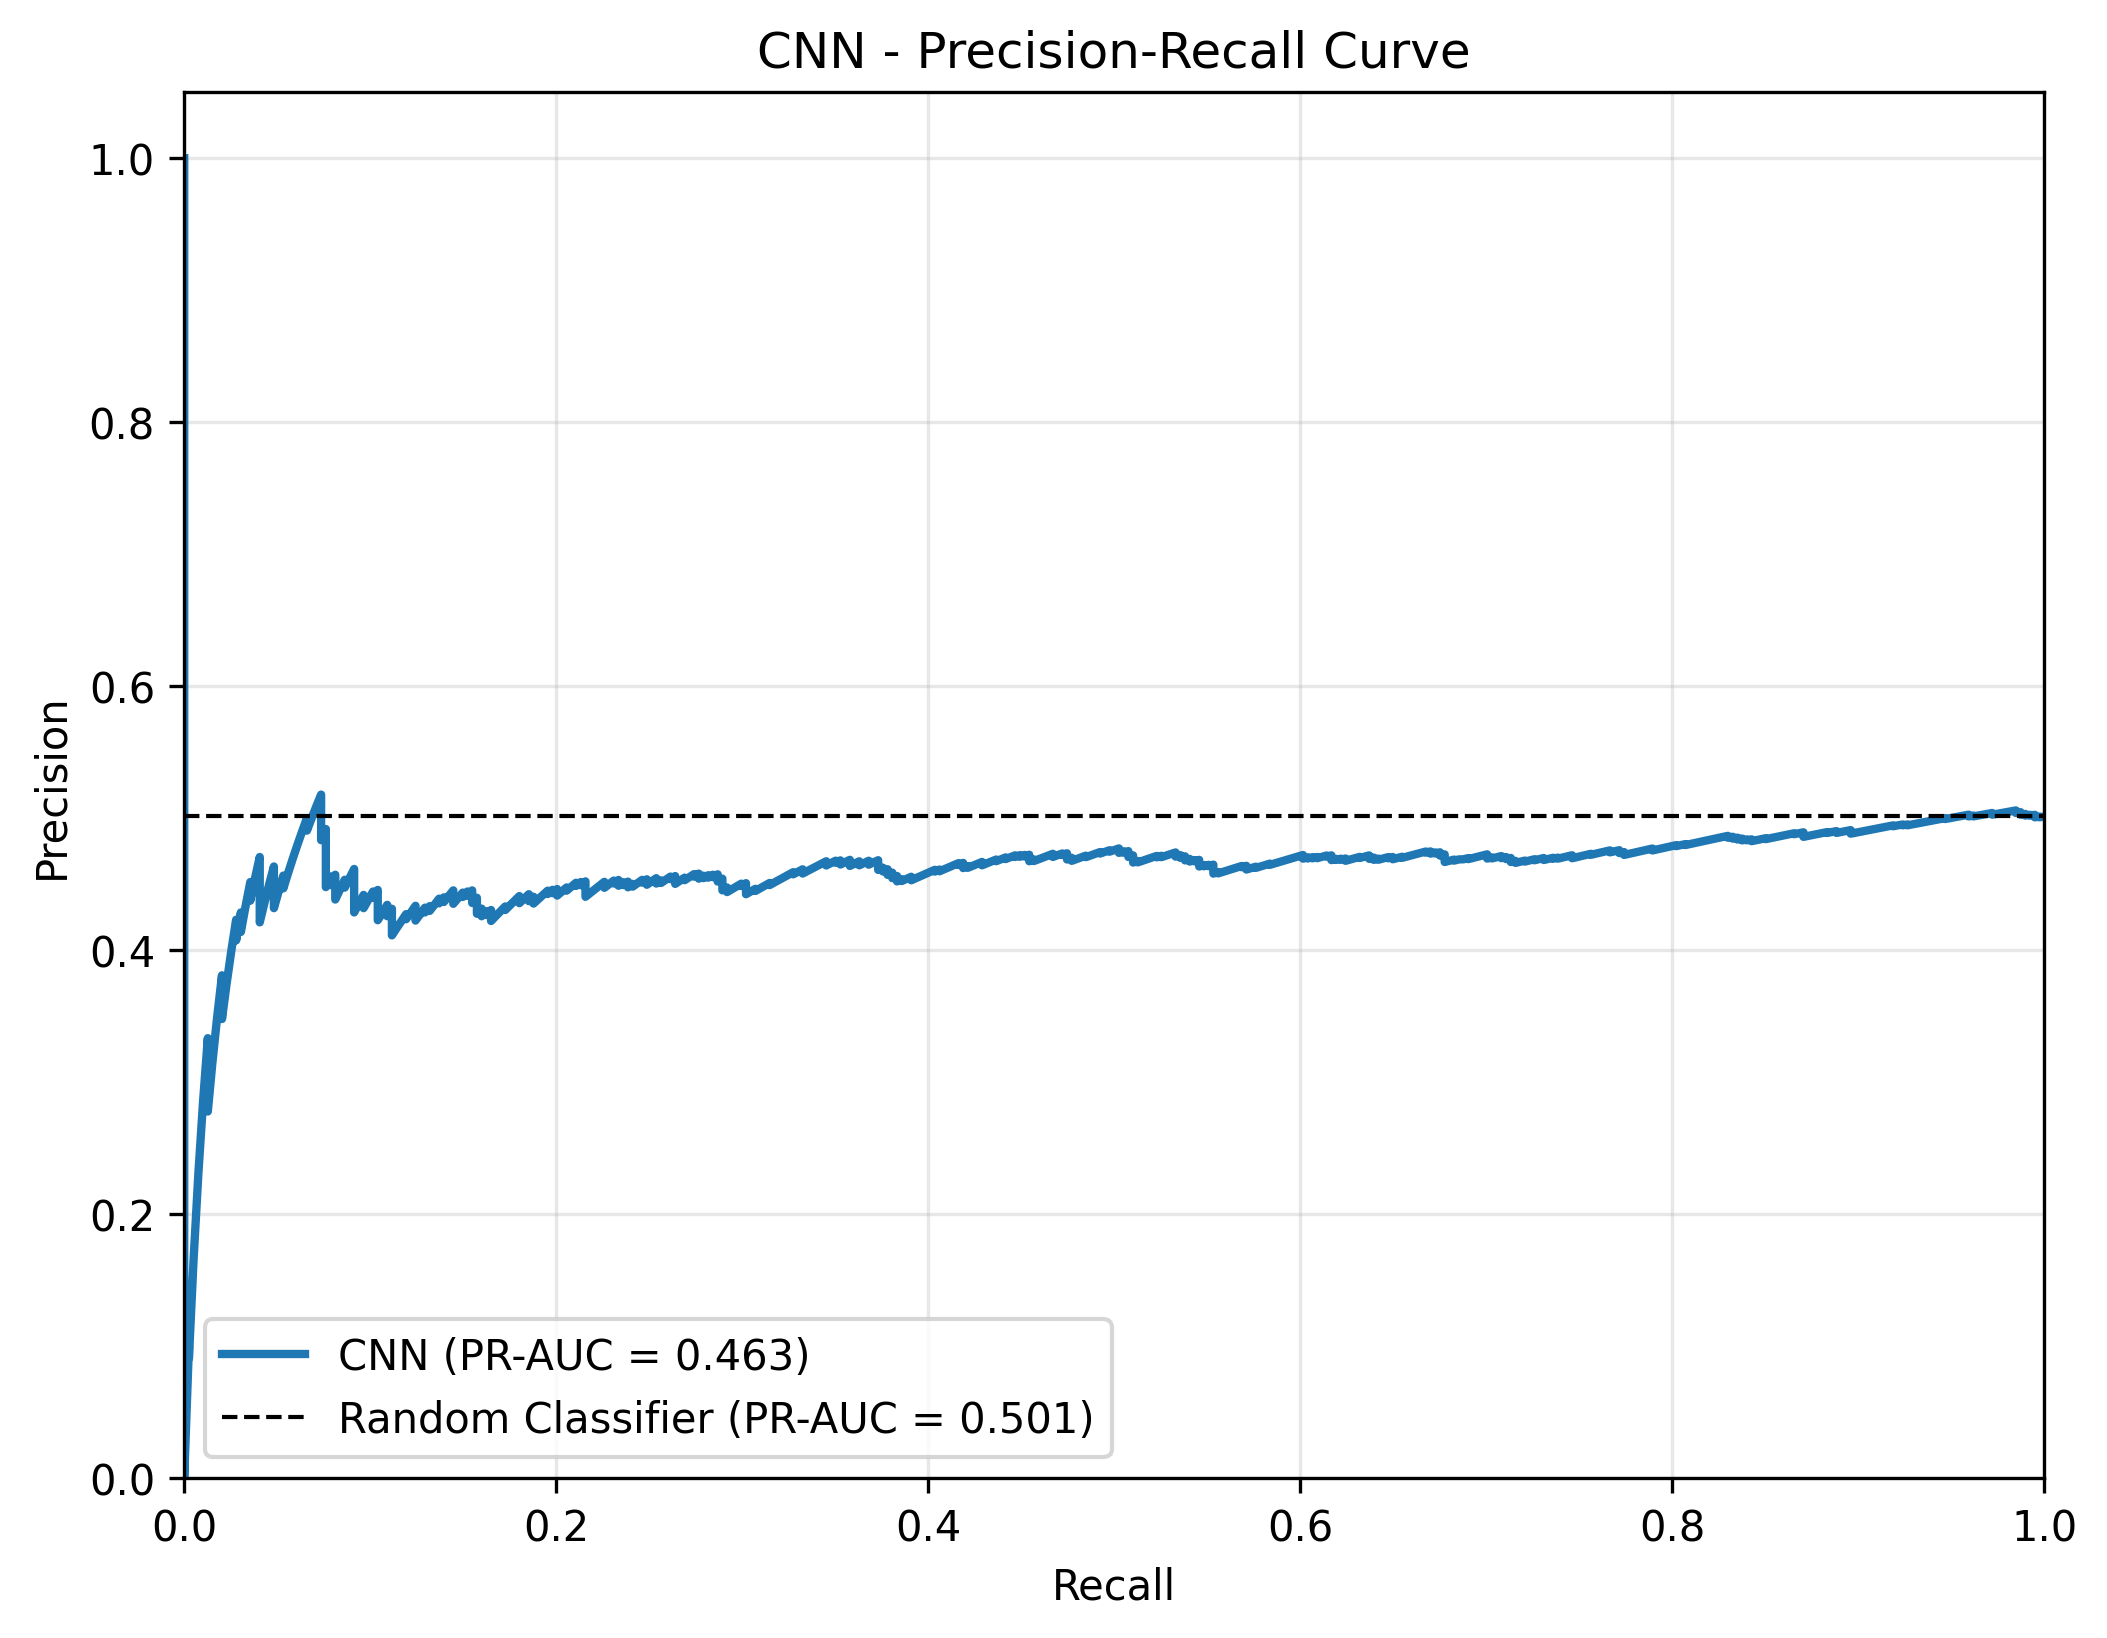 CNN - Precision-Recall Curve
1.0
0.8
0.6
0.4
0.2
0.0
Precision
CNN (PR-AUC = 0.463)
Random Classifier (PR-AUC = 0.501)
0.0 0.2 0.4 0.6 0.8 1.0
Recall